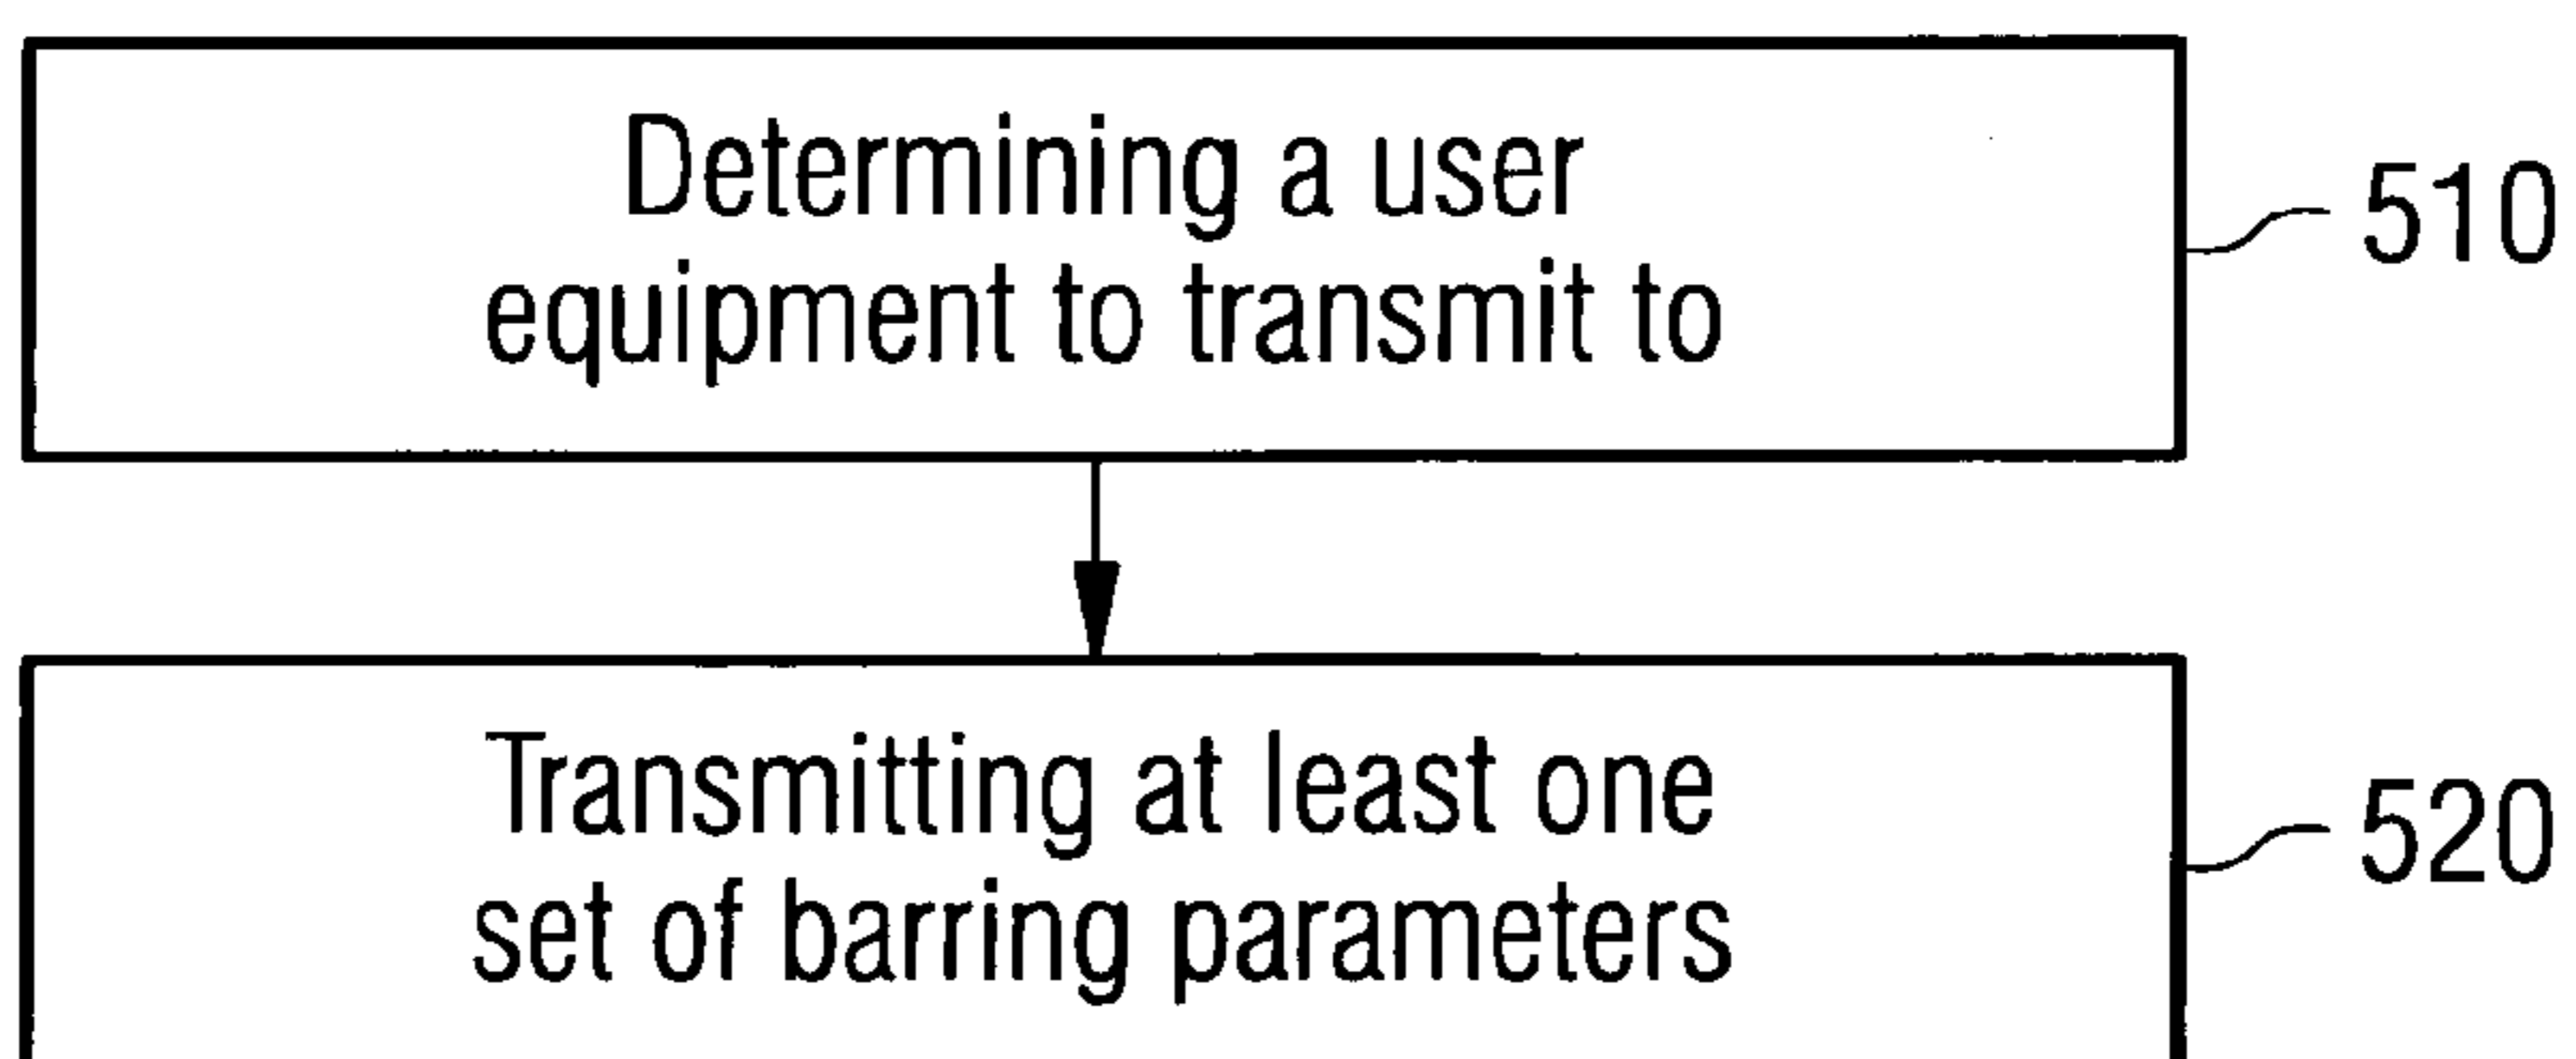 Determining a user
equipment to transmit to
510
Transmitting at least one
set of barring parameters
520